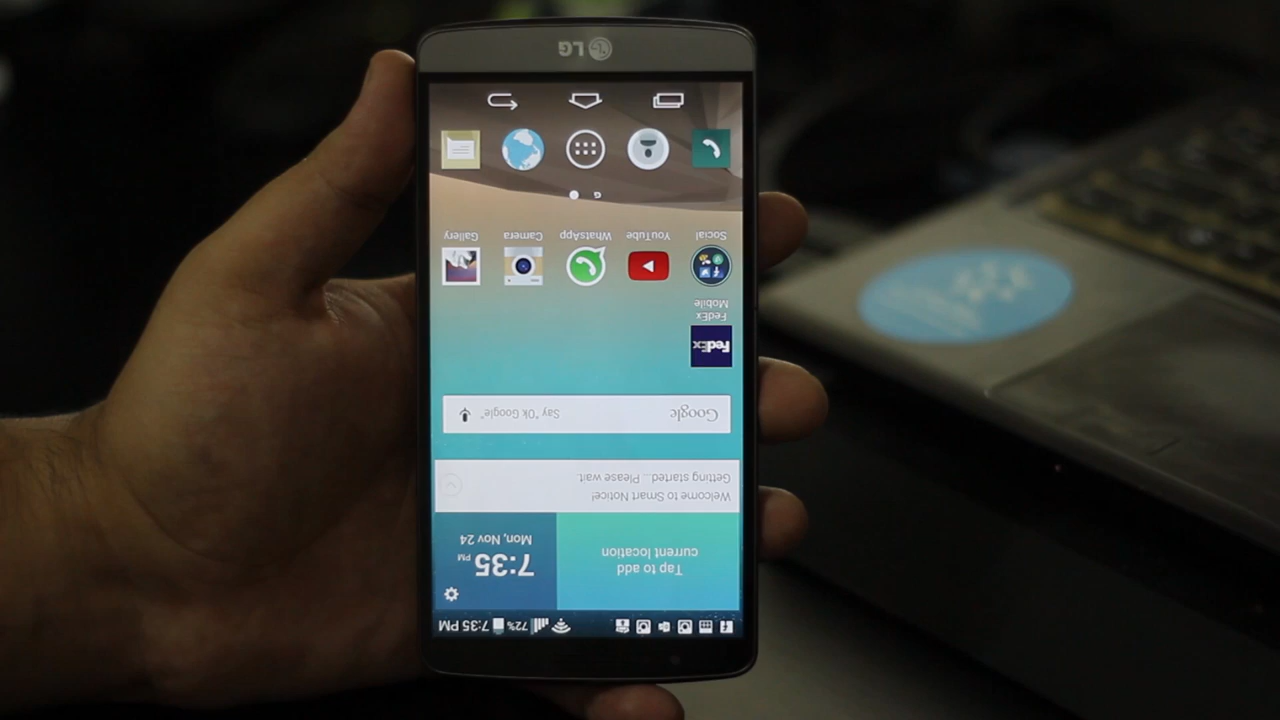 7:35 PM
72%
Tap to add
current location
7:35 PM
Mon, Nov 24
Welcome to Smart Notice!
Getting started... Please wait.
Google
Say "Ok Google"
FedEx
FedEx
Mobile
Social
YouTube
WhatsApp
Camera
Gallery
LG